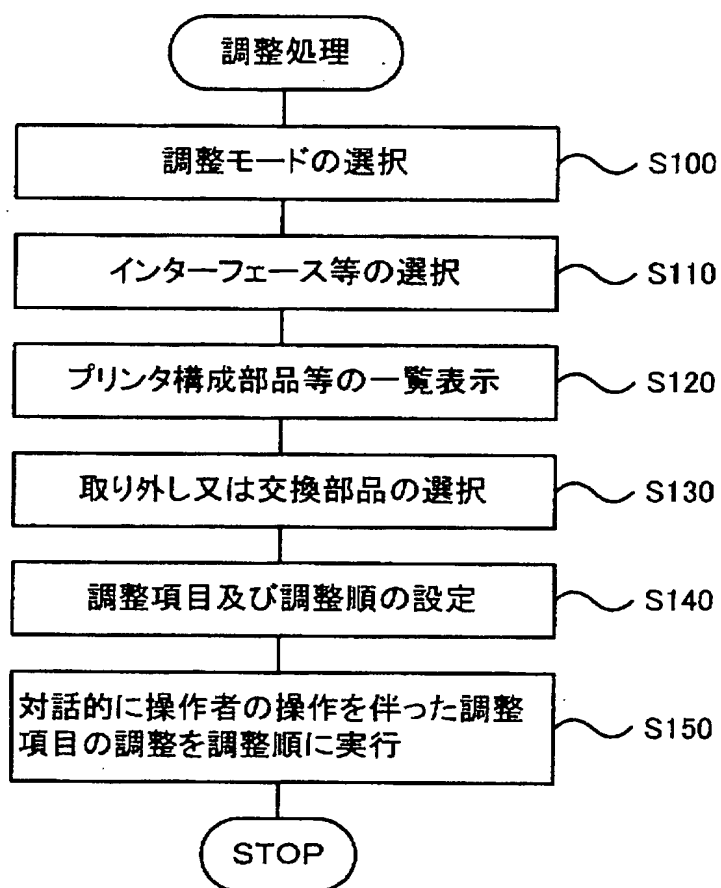 調整処理
調整モードの選択
S100
インターフェース等の選択
S110
プリンタ構成部品等の一覧表示
S120
取り外し又は交換部品の選択
S130
調整項目及び調整順の設定
S140
対話的に操作者の操作を伴った調整
項目の調整を調整順に実行
S150
STOP